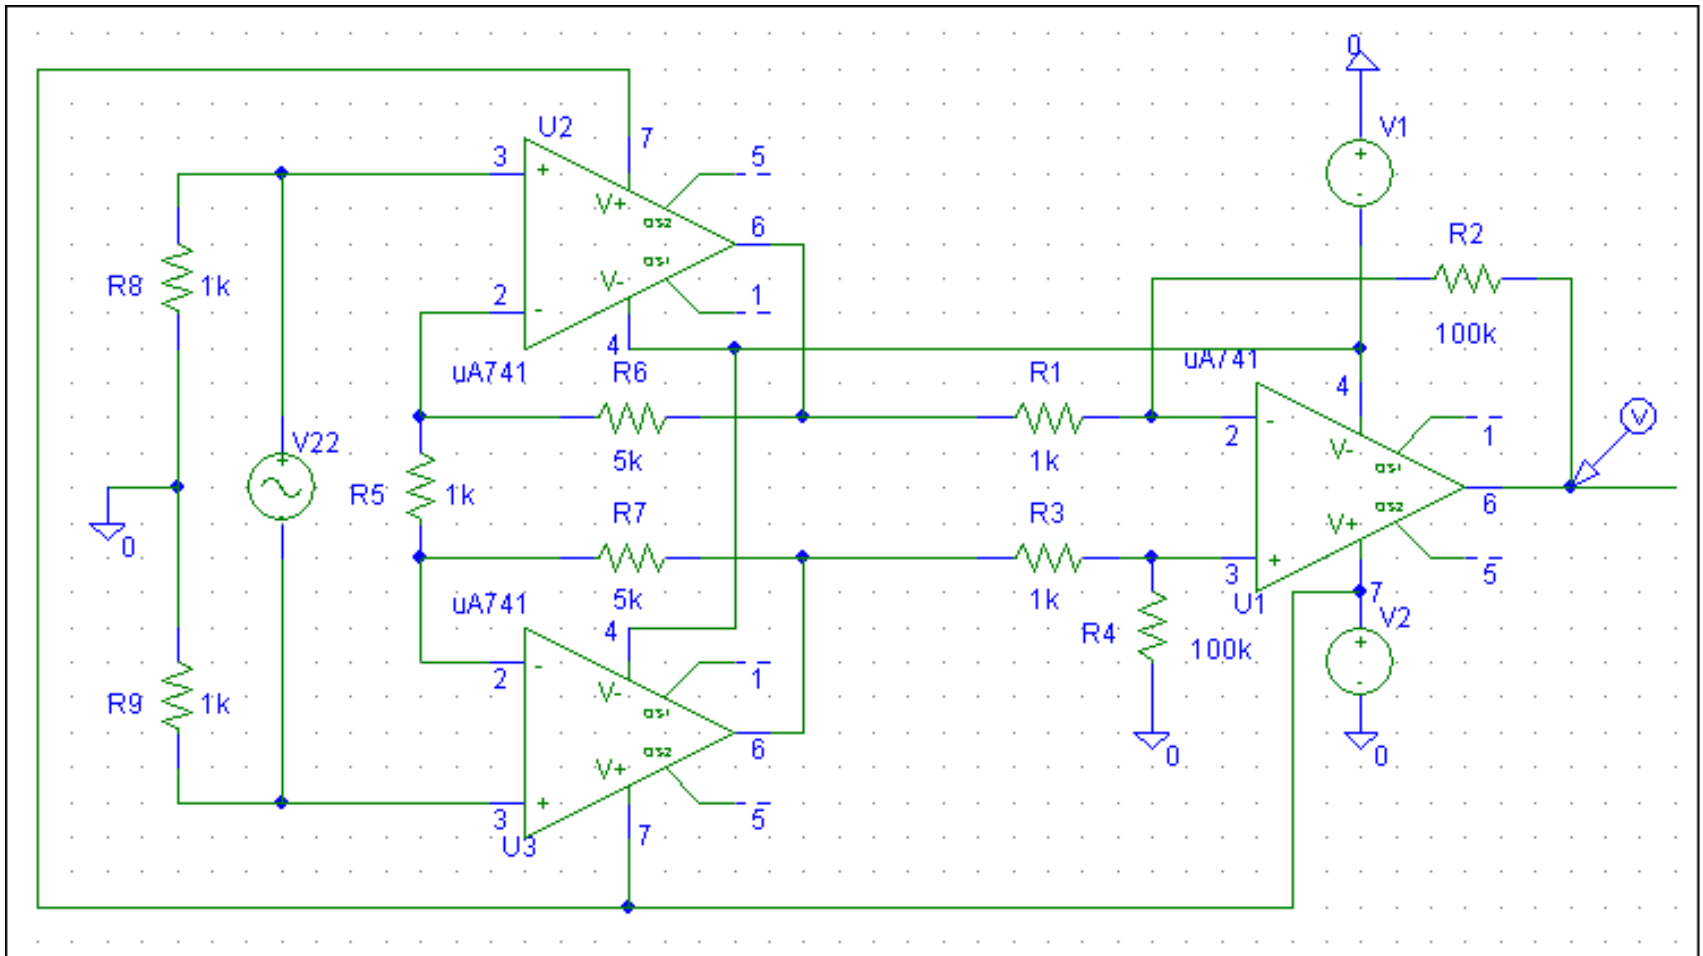 0
U2
7
V1
3
+
5
+
V+
OS2
6
-
R2
R8
1k
OS1
V-
2
-
1
100k
4
uA741
uA741
R6
R1
4
V
-
2
1
V22
+
V-
5k
1k
OS1
R5
1k
R7
R3
6
OS2
V+
0
+
3
5
uA741
5k
1k
7
U1
V2
4
R4
100k
+
-
2
1
-
V-
R9
1k
OS1
6
OS2
0
0
V+
+
3
5
7
U3